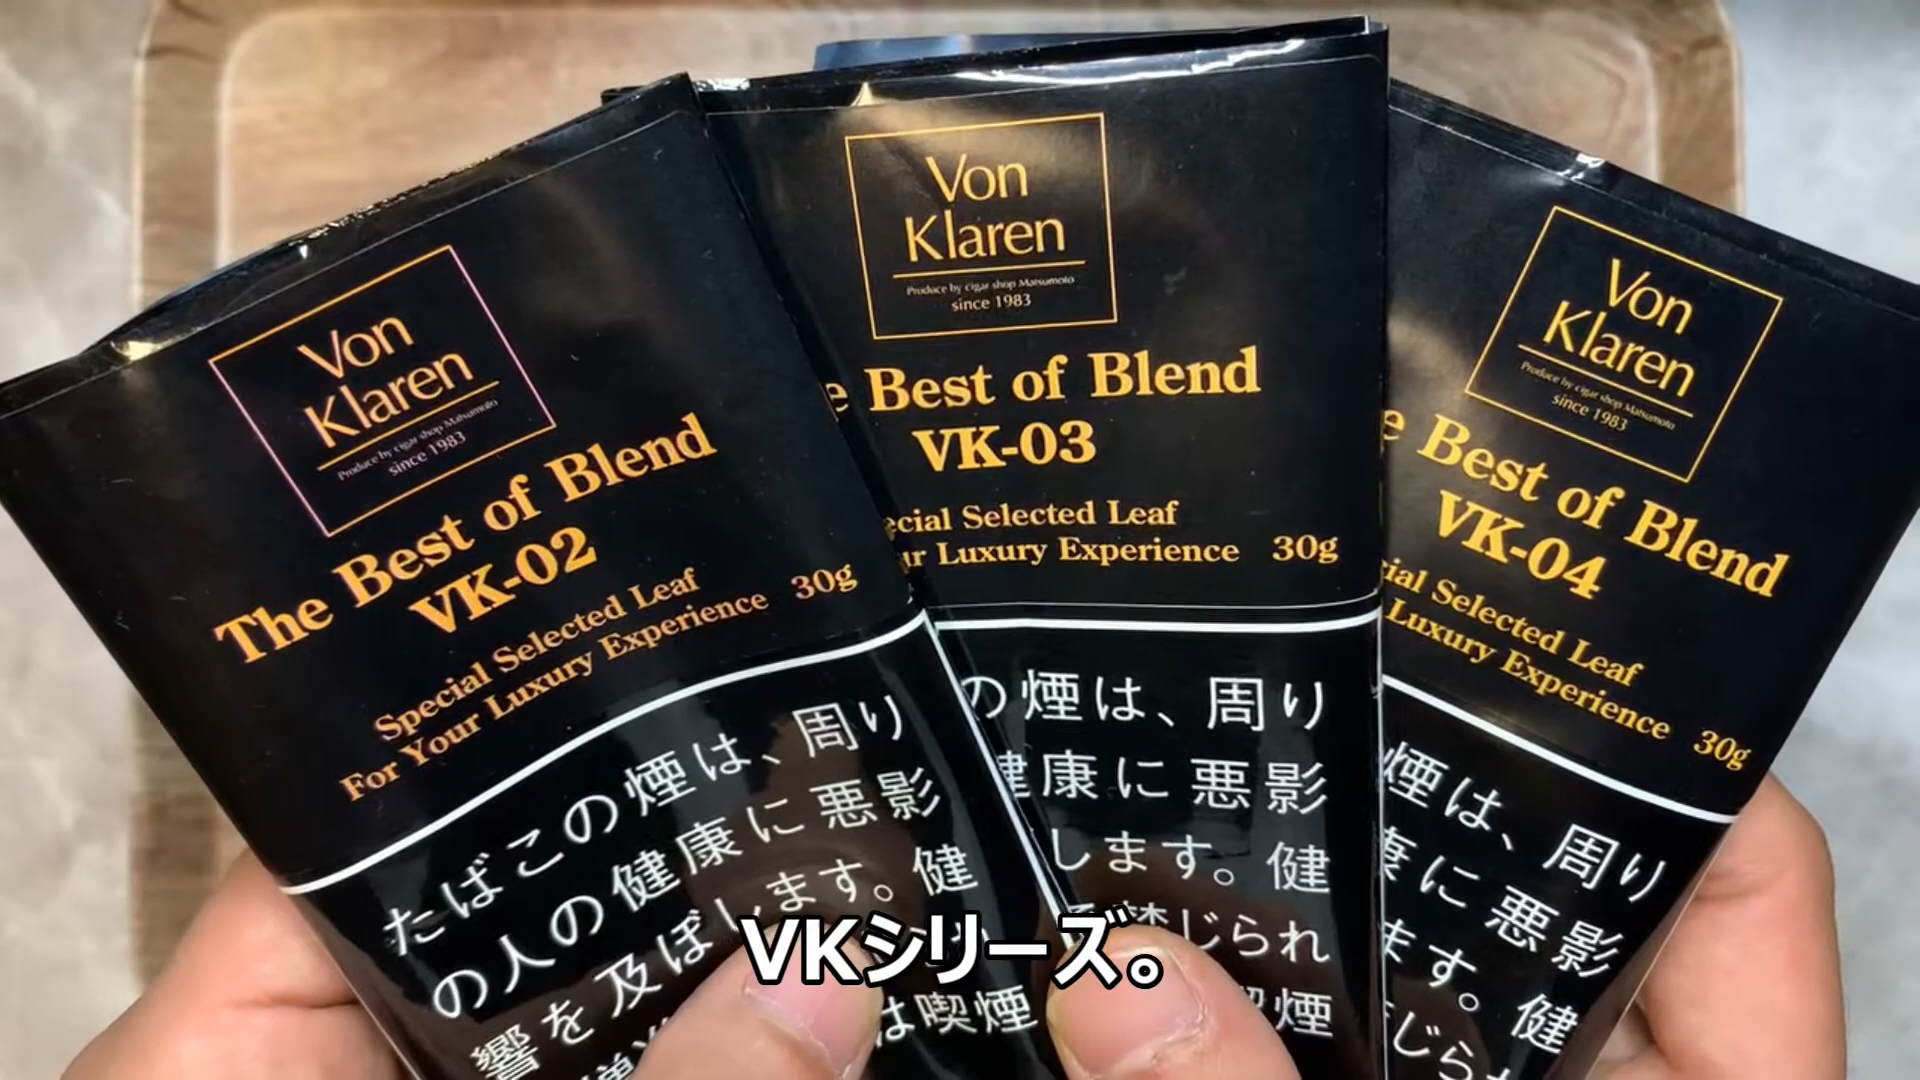 Von
Klaren
Produce by cigar shop Matsumoto
since 1983
The Best of Blend
VK-02
Special Selected Leaf
For Your Luxury Experience 30g
たばこの煙は、周り
の人の健康に悪影
響を及ぼします。健
Von
Klaren
Produce by cigar shop Matsumoto
since 1983
Best of Blend
VK-03
Selected Leaf
Luxury Experience 30g
の煙は、周り
健康に悪影
します。健
禁じられ
は喫煙
Von
Klaren
Produce by cigar shop Matsumoto
since 1983
Best of Blend
VK-04
Selected Leaf
Luxury Experience 30g
煙は、周り
康に悪影
ます。健
じら
VKシリーズ。